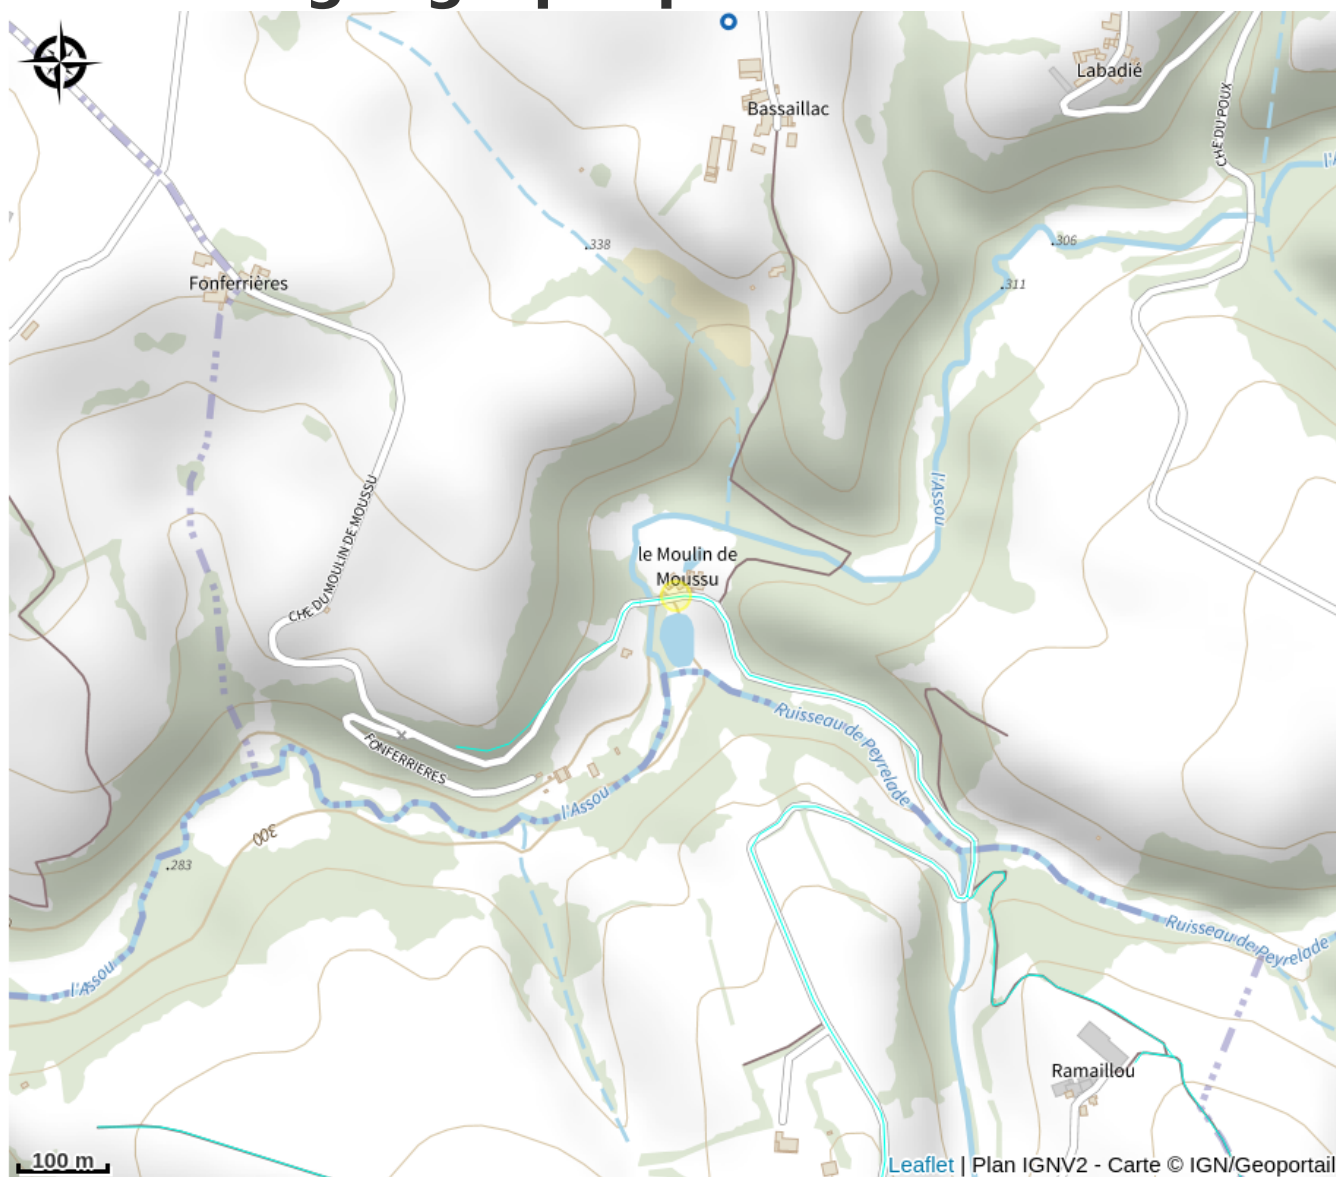 Labadié
Bassaillac
CHE DU POUX
l'A
.338
.306
.311
Fonferrières
l'Assou
CHE DU MOULIN DE MOUSSU
le Moulin de
Moussu
Ruisseau de Peyrelade
FONFERRIERES
l'Assou
300
.283
Ruisseau de Peyrelade
l'Assou
Ramaillou
100 m
Leaflet | Plan IGNV2 - Carte © IGN/Geoportail